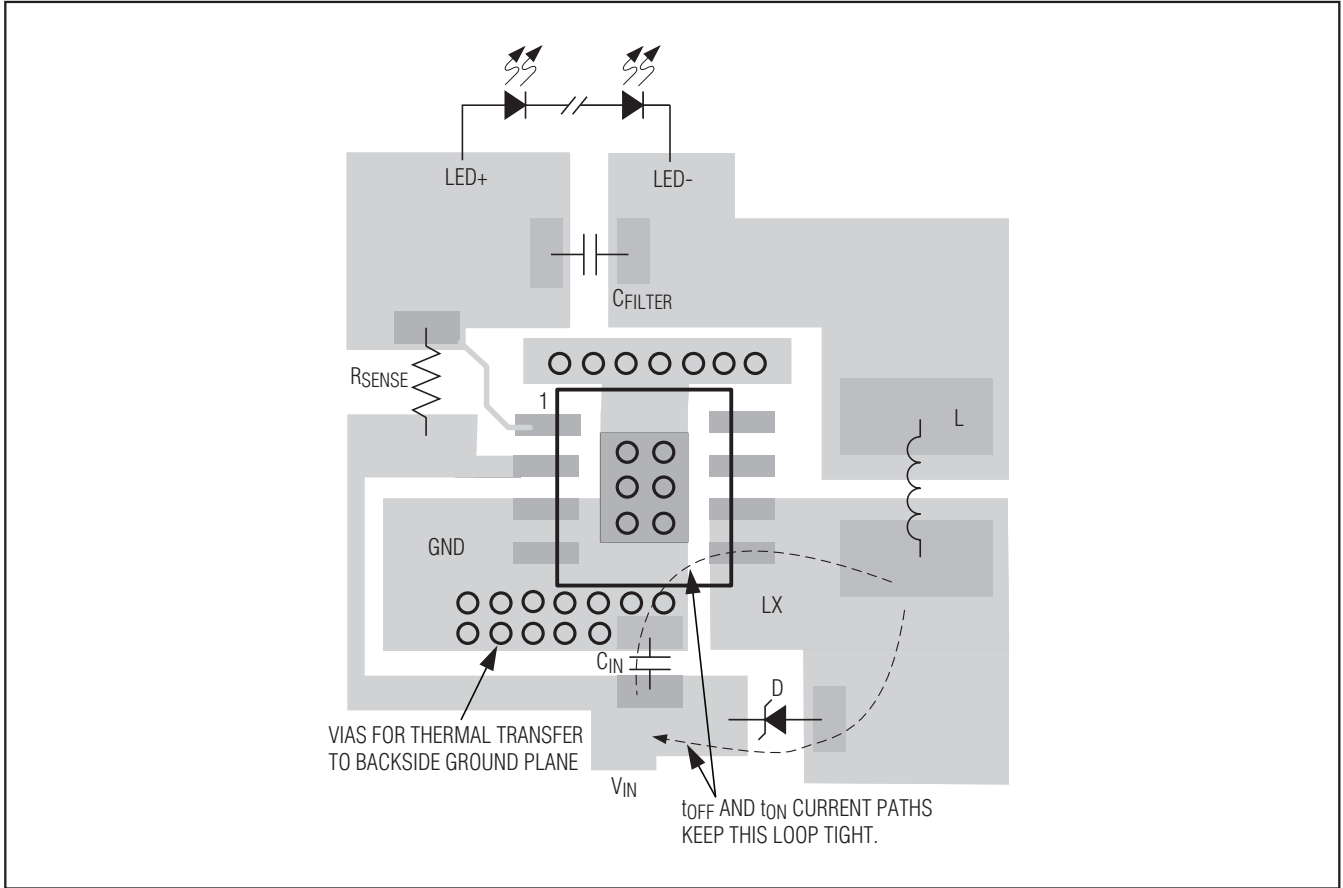 LED+
LED-
CFILTER
RSENSE
1
L
GND
LX
CIN
D
VIAS FOR THERMAL TRANSFER
TO BACKSIDE GROUND PLANE
VIN
tOFF AND tON CURRENT PATHS
KEEP THIS LOOP TIGHT.